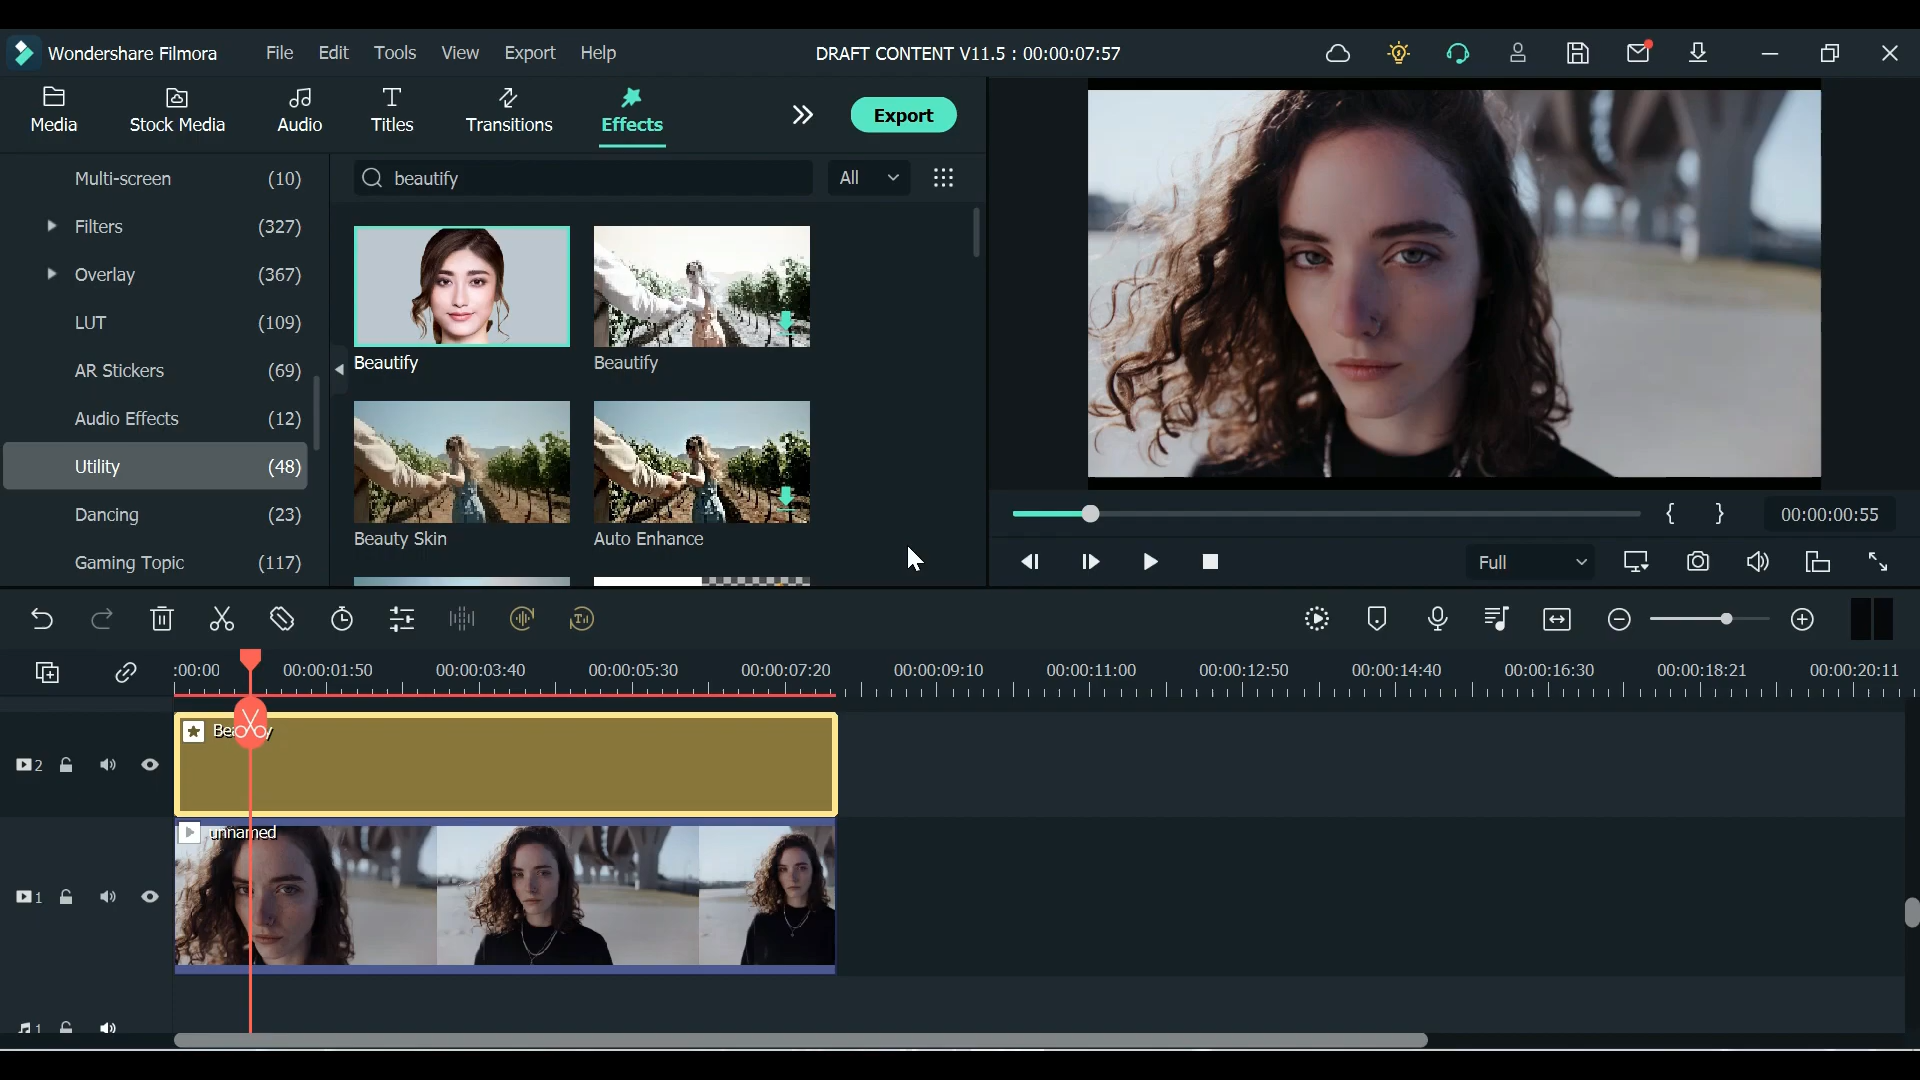 Wondershare Filmora File Edit Tools View Export Help DRAFT CONTENT V11.5 : 00:00:07:57
Media Stock Media Audio Titles Transitions Effects Export
Multi-screen (10)
Filters (327)
Overlay (367)
LUT (109)
AR Stickers (69)
Audio Effects (12)
Utility (48)
Dancing (23)
Gaming Topic (117)
beautify All
Beautify Beautify
Beauty Skin Auto Enhance
00:00:00:55
Full
:00:00 00:00:01:50 00:00:03:40 00:00:05:30 00:00:07:20 00:00:09:10 00:00:11:00 00:00:12:50 00:00:14:40 00:00:16:30 00:00:18:21 00:00:20:11
2
unnamed
1
1